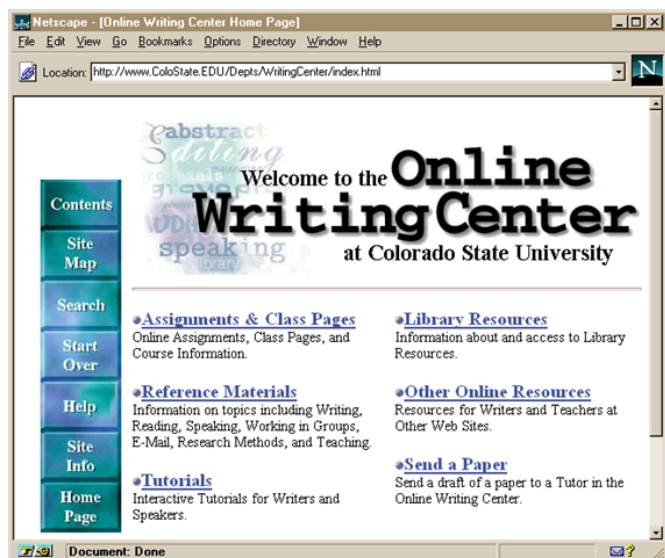 Netscape - [Online Writing Center Home Page]
File Edit View Go Bookmarks Options Directory Window Help
Location: http://www.ColoState.EDU/Depts/WritingCenter/index.html
N
abstract
Editing
speaking
library
Welcome to the Online
Writing Center
at Colorado State University
Contents
Site
Map
Search
Start
Over
Help
Site
Info
Home
Page
Assignments & Class Pages
Online Assignments, Class Pages, and
Course Information.
Reference Materials
Information on topics including Writing,
Reading, Speaking, Working in Groups,
E-Mail, Research Methods, and Teaching.
Tutorials
Interactive Tutorials for Writers and
Speakers.
Library Resources
Information about and access to Library
Resources.
Other Online Resources
Resources for Writers and Teachers at
Other Web Sites.
Send a Paper
Send a draft of a paper to a Tutor in the
Online Writing Center.
Document: Done
?